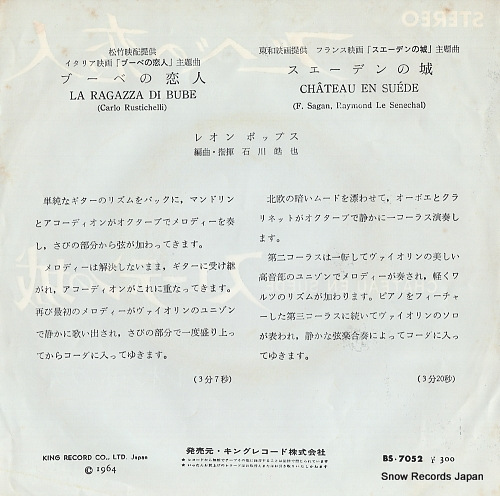 STEREO
松竹映配提供
イタリア映画「ブーベの恋人」主題曲
ブーベの恋人
LA RAGAZZA DI BUBE
(Carlo Rustichelli)
東和映画提供 フランス映画「スエーデンの城」主題曲
スエーデンの城
CHÂTEAU EN SUÉDE
(F. Sagan, Raymond Le Senechal)
レオン ポップス
編曲・指揮 石川皓也
単純なギターのリズムをバックに，マンドリン
とアコーディオンがオクターブでメロディーを奏
し，さびの部分から弦が加わってきます。
メロディーは解決しないまま，ギターに受け継
がれ，アコーディオンがこれに重なってきます。
再び最初のメロディーがヴァイオリンのユニゾン
で静かに歌い出され，さびの部分で一度盛り上っ
てからコーダに入ってゆきます。
(3分7秒)
北欧の暗いムードを漂わせて，オーボエとクラ
リネットがオクターブで静かに一コーラス演奏し
ます。
第二コーラスは一転してヴァイオリンの美しい
高音部のユニゾンでメロディーが奏され，軽くワ
ルツのリズムが加わります。ピアノをフィーチャー
した第三コーラスに続いてヴァイオリンのソロ
が表われ，静かな弦楽合奏によってコーダに入っ
てゆきます。
(3分20秒)
KING RECORD CO., LTD. Japan
© 1964
発売元・キングレコード株式会社
BS-7052 ￥300
Snow Records Japan